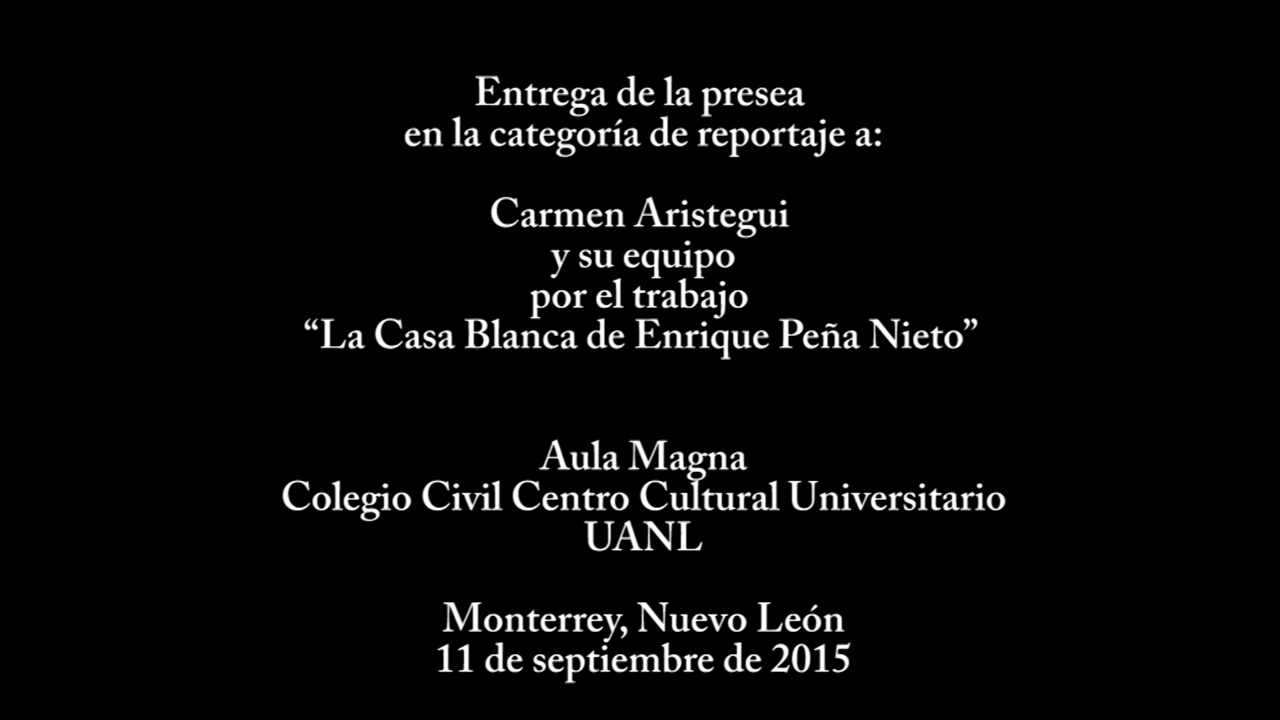 Entrega de la presea
en la categoría de reportaje a:
Carmen Aristegui
y su equipo
por el trabajo
“La Casa Blanca de Enrique Peña Nieto”
Aula Magna
Colegio Civil Centro Cultural Universitario
UANL
Monterrey, Nuevo León
11 de septiembre de 2015